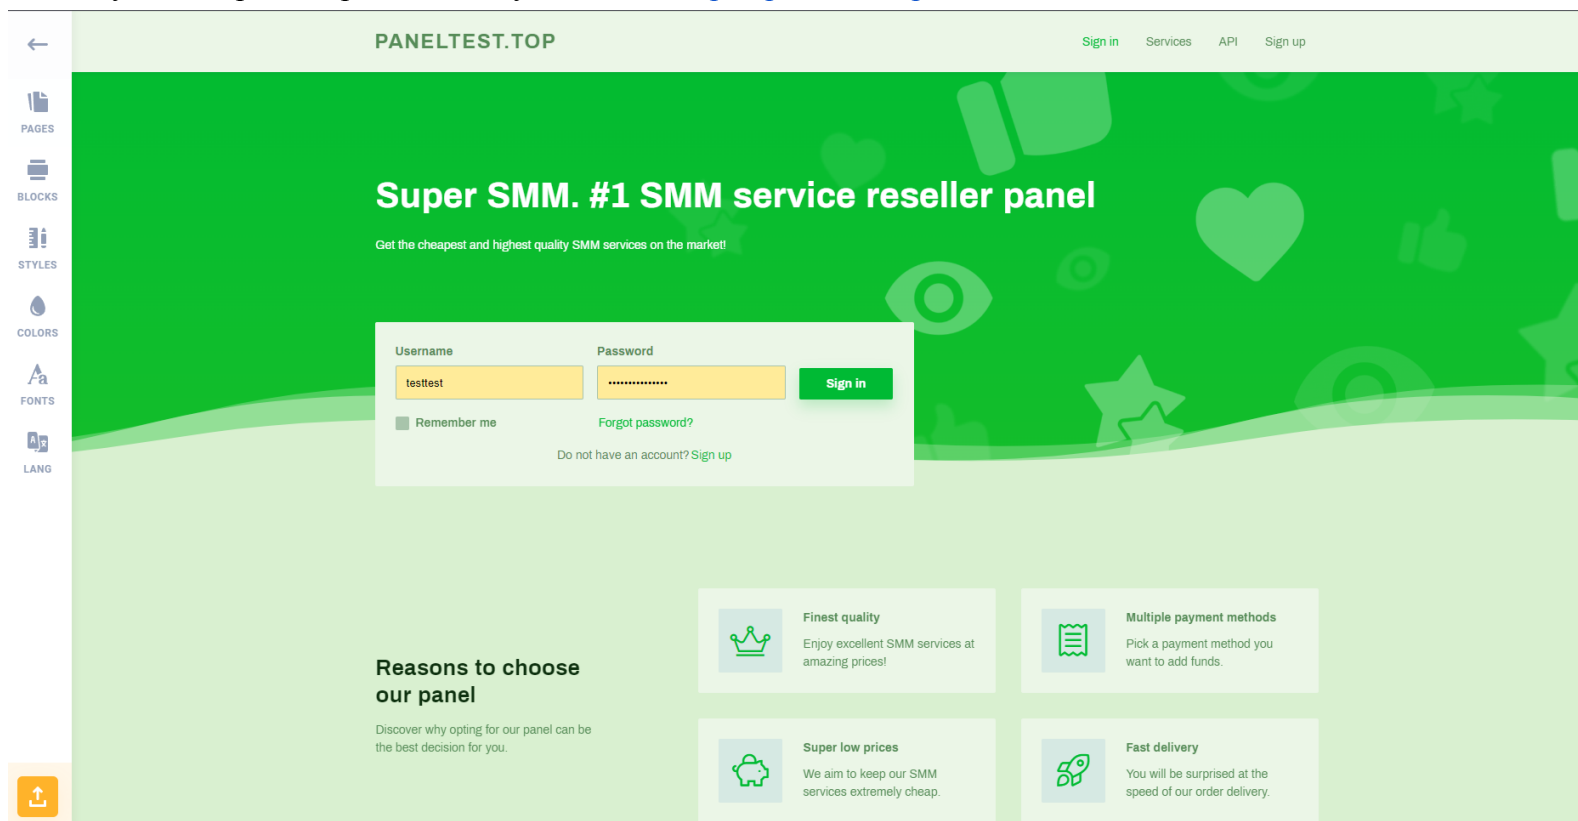 PANELTEST.TOP
Sign in Services API Sign up
PAGES
BLOCKS
STYLES
COLORS
FONTS
LANG
Super SMM. #1 SMM service reseller panel
Get the cheapest and highest quality SMM services on the market!
Username Password
testtest ••••••••••••••• Sign in
Remember me Forgot password?
Do not have an account? Sign up
Reasons to choose
our panel
Discover why opting for our panel can be
the best decision for you.
Finest quality
Enjoy excellent SMM services at
amazing prices!
Multiple payment methods
Pick a payment method you
want to add funds.
Super low prices
We aim to keep our SMM
services extremely cheap.
Fast delivery
You will be surprised at the
speed of our order delivery.